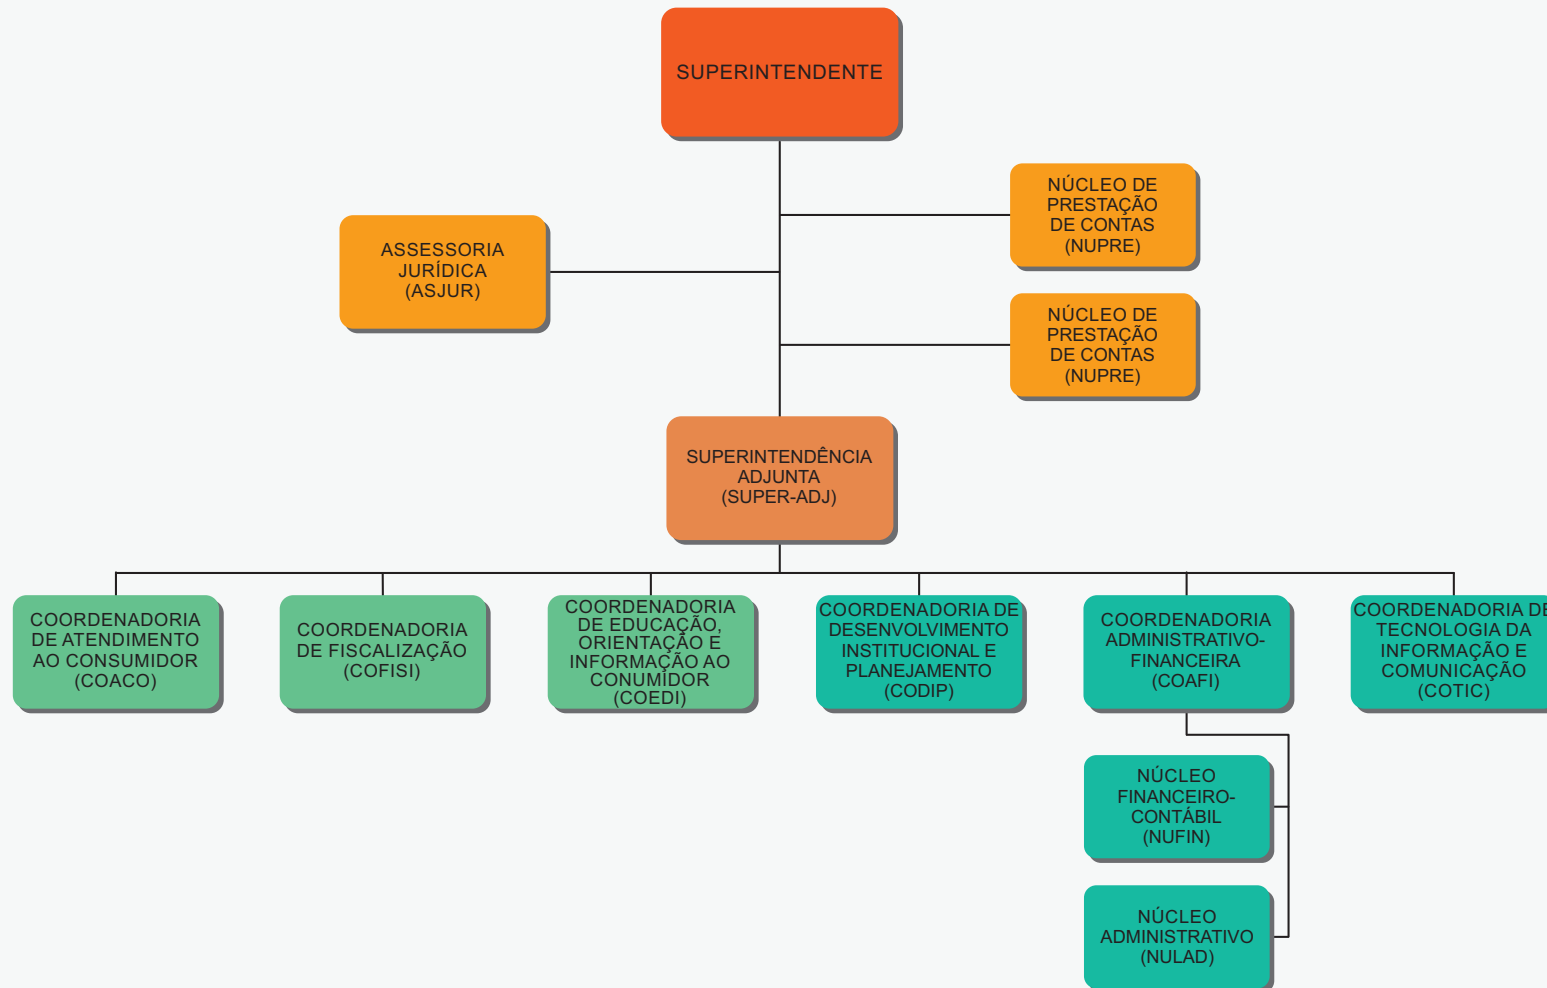 SUPERINTENDENTE
NÚCLEO DE
PRESTAÇÃO
DE CONTAS
(NUPRE)
ASSESSORIA
JURÍDICA
(ASJUR)
NÚCLEO DE
PRESTAÇÃO
DE CONTAS
(NUPRE)
SUPERINTENDÊNCIA
ADJUNTA
(SUPER-ADJ)
COORDENADORIA
DE ATENDIMENTO
AO CONSUMIDOR
(COACO)
COORDENADORIA
DE FISCALIZAÇÃO
(COFISI)
COORDENADORIA
DE EDUCAÇÃO,
ORIENTAÇÃO E
INFORMAÇÃO AO
CONUMIDOR
(COEDI)
COORDENADORIA DE
DESENVOLVIMENTO
INSTITUCIONAL E
PLANEJAMENTO
(CODIP)
COORDENADORIA
ADMINISTRATIVO-
FINANCEIRA
(COAFI)
COORDENADORIA DE
TECNOLOGIA DA
INFORMAÇÃO E
COMUNICAÇÃO
(COTIC)
NÚCLEO
FINANCEIRO-
CONTÁBIL
(NUFIN)
NÚCLEO
ADMINISTRATIVO
(NULAD)